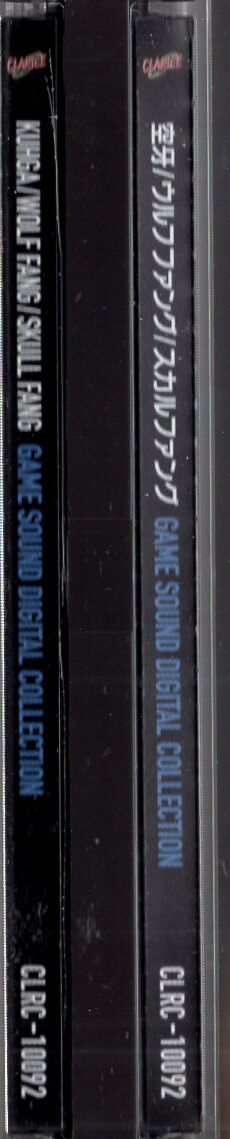 CLARICE
KUHGA/WOLF FANG/SKULL FANG GAME SOUND DIGITAL COLLECTION CLRC-10092
CLARICE
空牙/ウルフファング/スカルファング GAME SOUND DIGITAL COLLECTION CLRC-10092